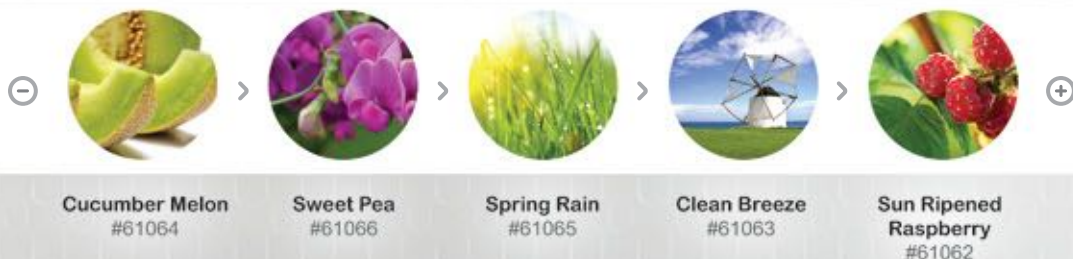 Cucumber Melon
#61064
Sweet Pea
#61066
Spring Rain
#61065
Clean Breeze
#61063
Sun Ripened
Raspberry
#61062